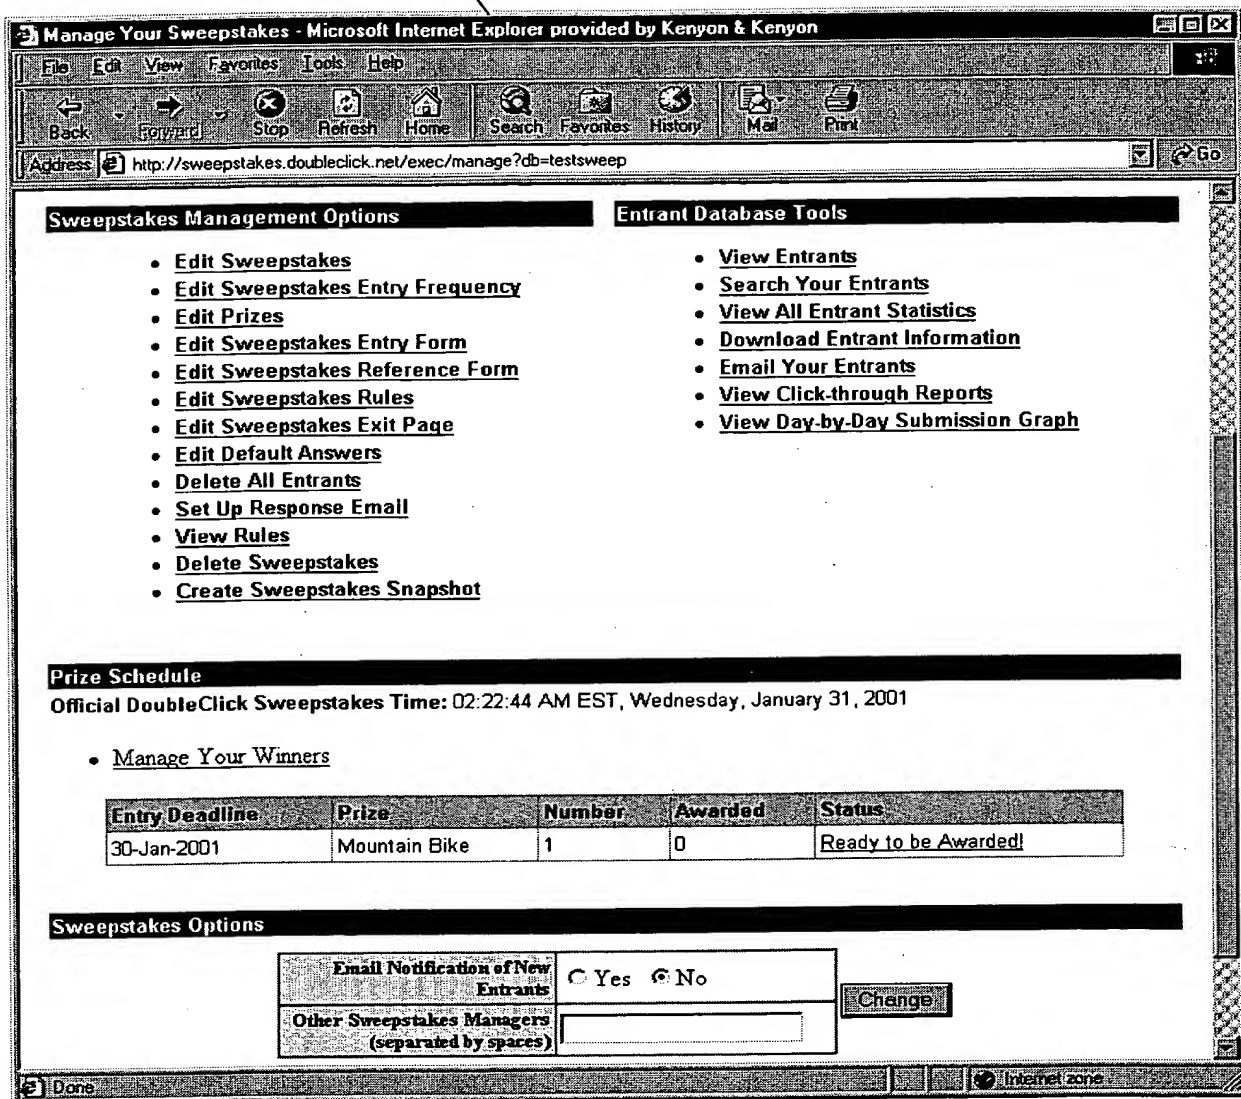 Manage Your Sweepstakes - Microsoft Internet Explorer provided by Kenyon & Kenyon
File Edit View Favorites Tools Help
Back Forward Stop Refresh Home Search Favorites History Mail Print
Address http://sweepstakes.doubleclick.net/exec/manage?db=testsweep Go
Sweepstakes Management Options
• Edit Sweepstakes
• Edit Sweepstakes Entry Frequency
• Edit Prizes
• Edit Sweepstakes Entry Form
• Edit Sweepstakes Reference Form
• Edit Sweepstakes Rules
• Edit Sweepstakes Exit Page
• Edit Default Answers
• Delete All Entrants
• Set Up Response Email
• View Rules
• Delete Sweepstakes
• Create Sweepstakes Snapshot
Entrant Database Tools
• View Entrants
• Search Your Entrants
• View All Entrant Statistics
• Download Entrant Information
• Email Your Entrants
• View Click-through Reports
• View Day-by-Day Submission Graph
Prize Schedule
Official DoubleClick Sweepstakes Time: 02:22:44 AM EST, Wednesday, January 31, 2001
• Manage Your Winners
Entry Deadline Prize Number Awarded Status
30-Jan-2001 Mountain Bike 1 0 Ready to be Awarded!
Sweepstakes Options
Email Notification of New
Entrants
Yes No
Other Sweepstakes Managers
(separated by spaces)
Change
Done Internet zone